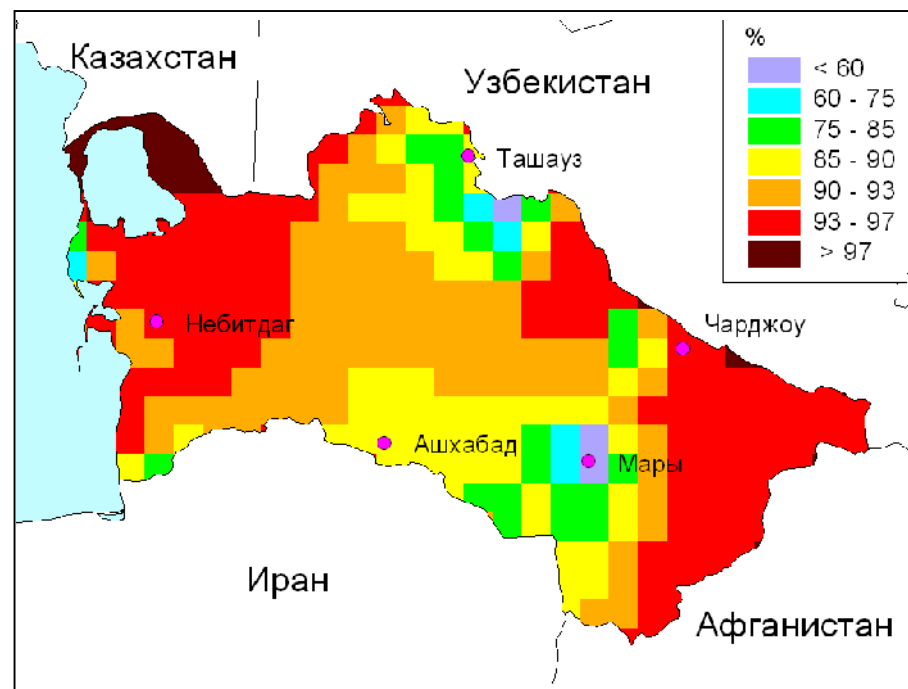 Казахстан
Узбекистан
%
< 60
60 - 75
75 - 85
85 - 90
90 - 93
93 - 97
> 97
Ташауз
Небитдаг
Чарджоу
Ашхабад
Мары
Иран
Афганистан